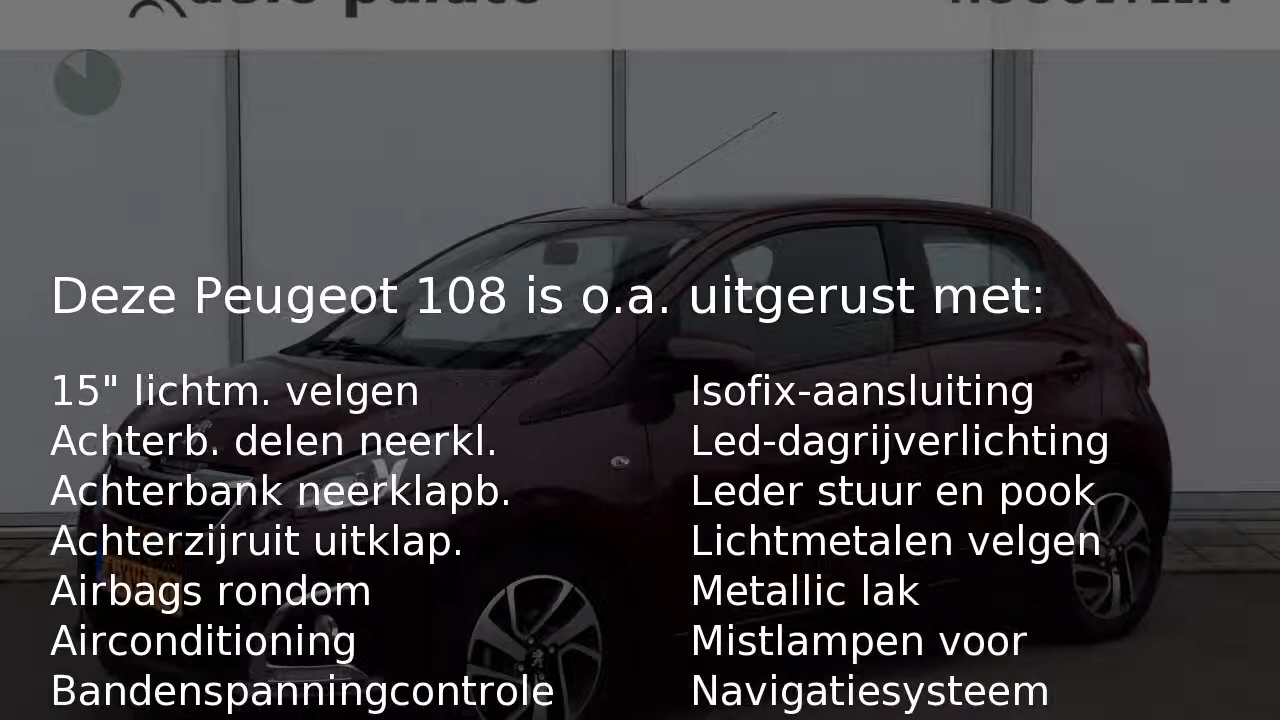 Deze Peugeot 108 is o.a. uitgerust met:
15" lichtm. velgen
Achterb. delen neerkl.
Achterbank neerklapb.
Achterzijruit uitklap.
Airbags rondom
Airconditioning
Bandenspanningcontrole
Isofix-aansluiting
Led-dagrijverlichting
Leder stuur en pook
Lichtmetalen velgen
Metallic lak
Mistlampen voor
Navigatiesysteem